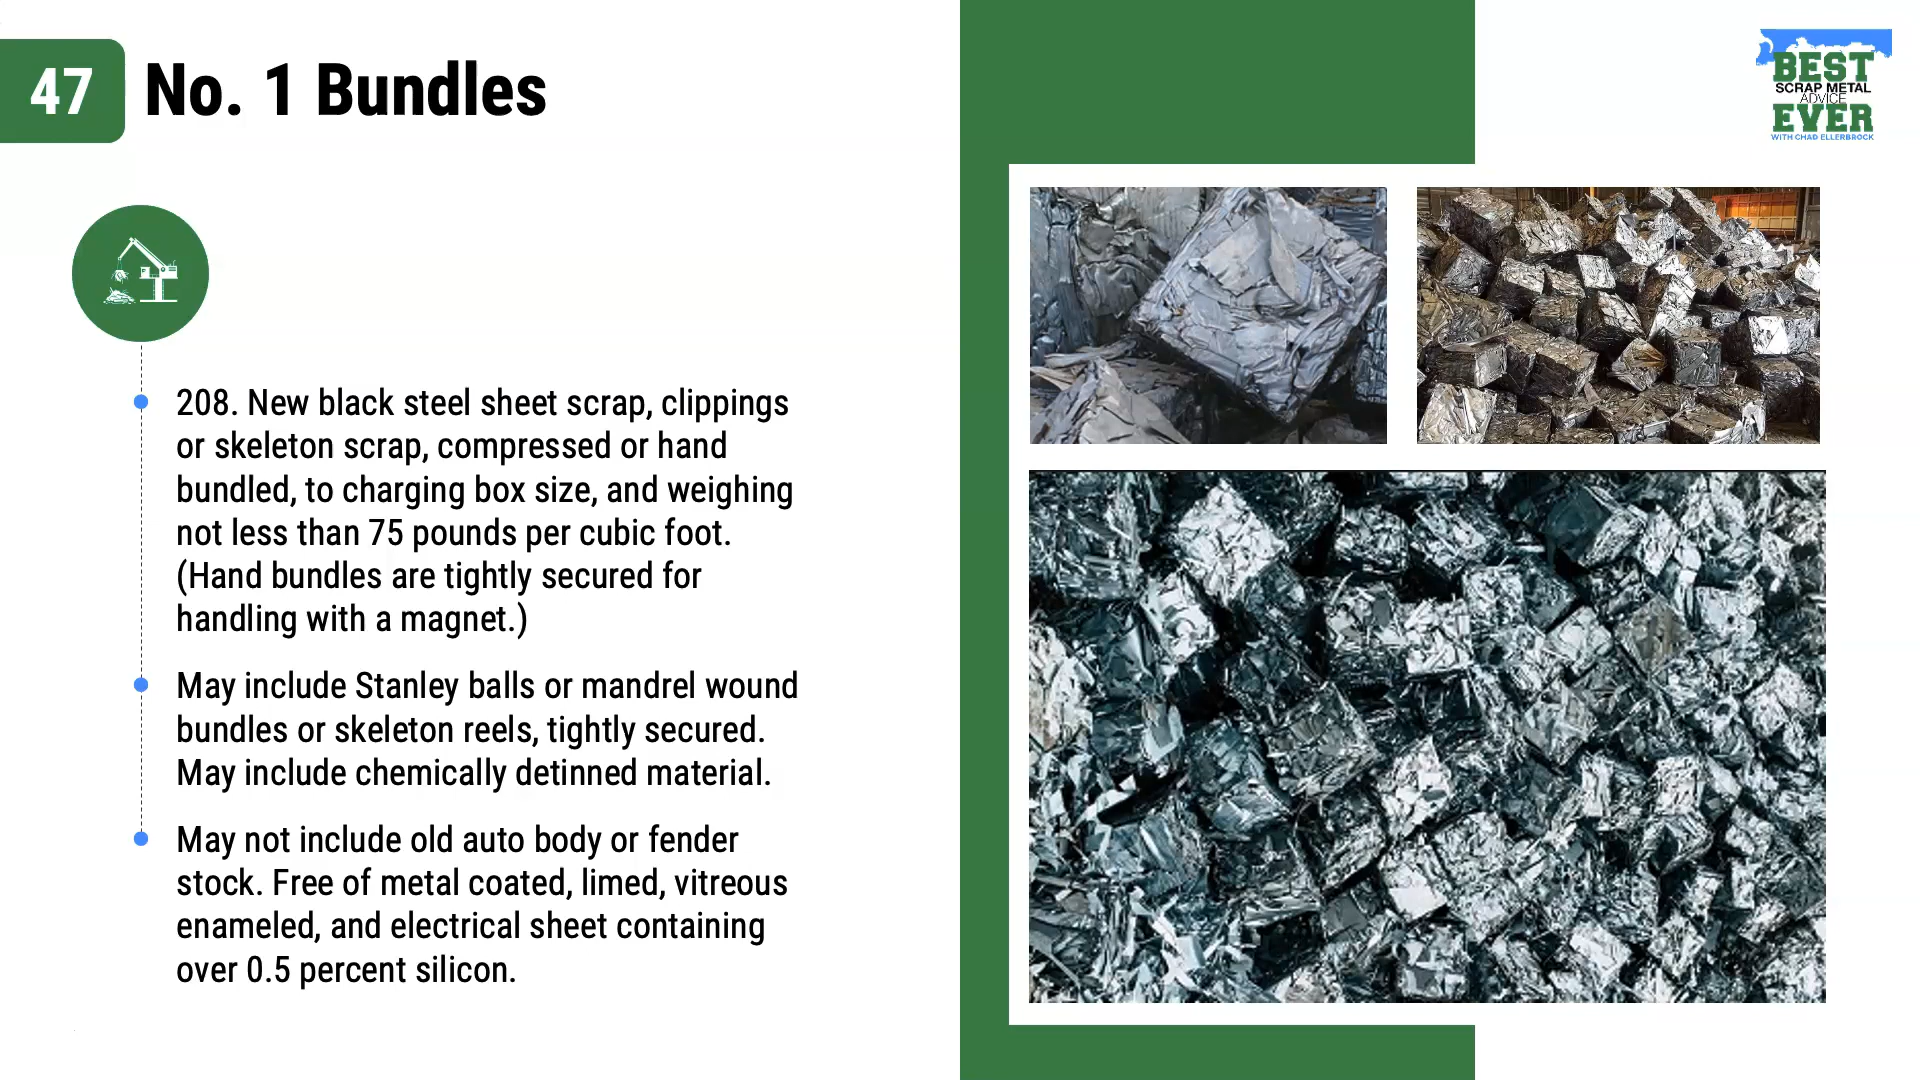 47
No. 1 Bundles
BEST
SCRAP METAL
ADVICE
EVER
WITH CHAD ELLERBROCK
208. New black steel sheet scrap, clippings
or skeleton scrap, compressed or hand
bundled, to charging box size, and weighing
not less than 75 pounds per cubic foot.
(Hand bundles are tightly secured for
handling with a magnet.)
May include Stanley balls or mandrel wound
bundles or skeleton reels, tightly secured.
May include chemically detinned material.
May not include old auto body or fender
stock. Free of metal coated, limed, vitreous
enameled, and electrical sheet containing
over 0.5 percent silicon.